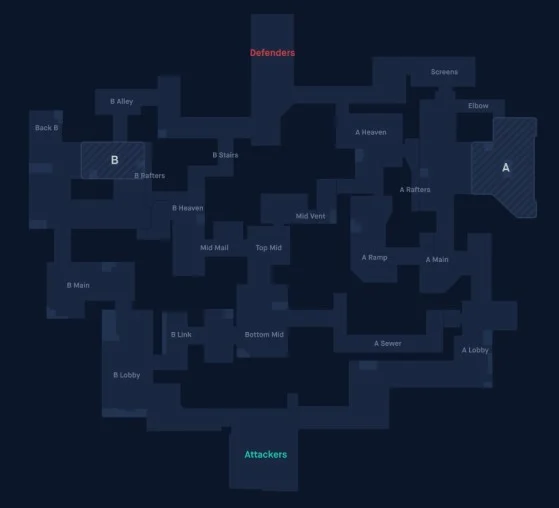 Defenders
Screens
B Alley
Elbow
Back B
A Heaven
B Stairs
B
A
B Rafters
A Rafters
B Heaven
Mid Vent
Mid Mail
Top Mid
A Ramp
A Main
B Main
B Link
Bottom Mid
A Sewer
A Lobby
B Lobby
Attackers